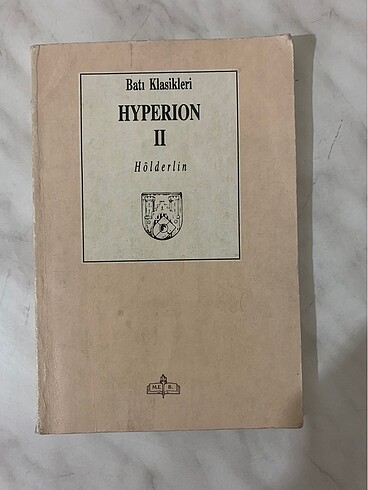 Batı Klasikleri
HYPERION
II
Hölderlin
M.E. B.